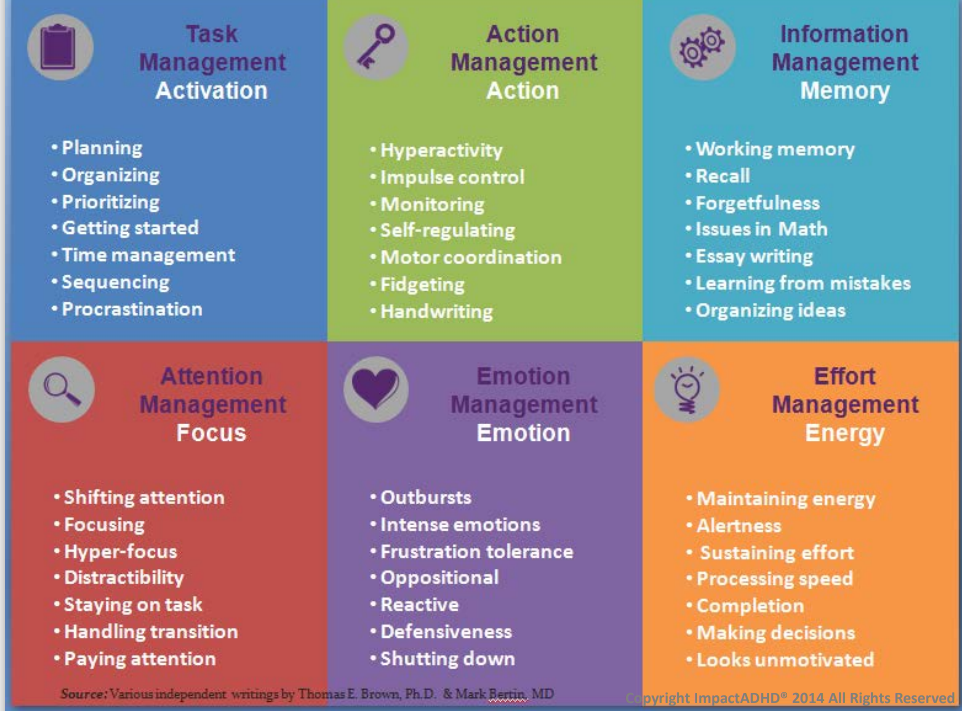 Task
Management
Activation
• Planning
• Organizing
• Prioritizing
• Getting started
• Time management
• Sequencing
• Procrastination
Action
Management
Action
• Hyperactivity
• Impulse control
• Monitoring
• Self-regulating
• Motor coordination
• Fidgeting
• Handwriting
Information
Management
Memory
• Working memory
• Recall
• Forgetfulness
• Issues in Math
• Essay writing
• Learning from mistakes
• Organizing ideas
Attention
Management
Focus
• Shifting attention
• Focusing
• Hyper-focus
• Distractibility
• Staying on task
• Handling transition
• Paying attention
Emotion
Management
Emotion
• Outbursts
• Intense emotions
• Frustration tolerance
• Oppositional
• Reactive
• Defensiveness
• Shutting down
Effort
Management
Energy
• Maintaining energy
• Alertness
• Sustaining effort
• Processing speed
• Completion
• Making decisions
• Looks unmotivated
Source: Various independent writings by Thomas E. Brown, Ph.D. & Mark Bertin, MD
Copyright ImpactADHD® 2014 All Rights Reserved